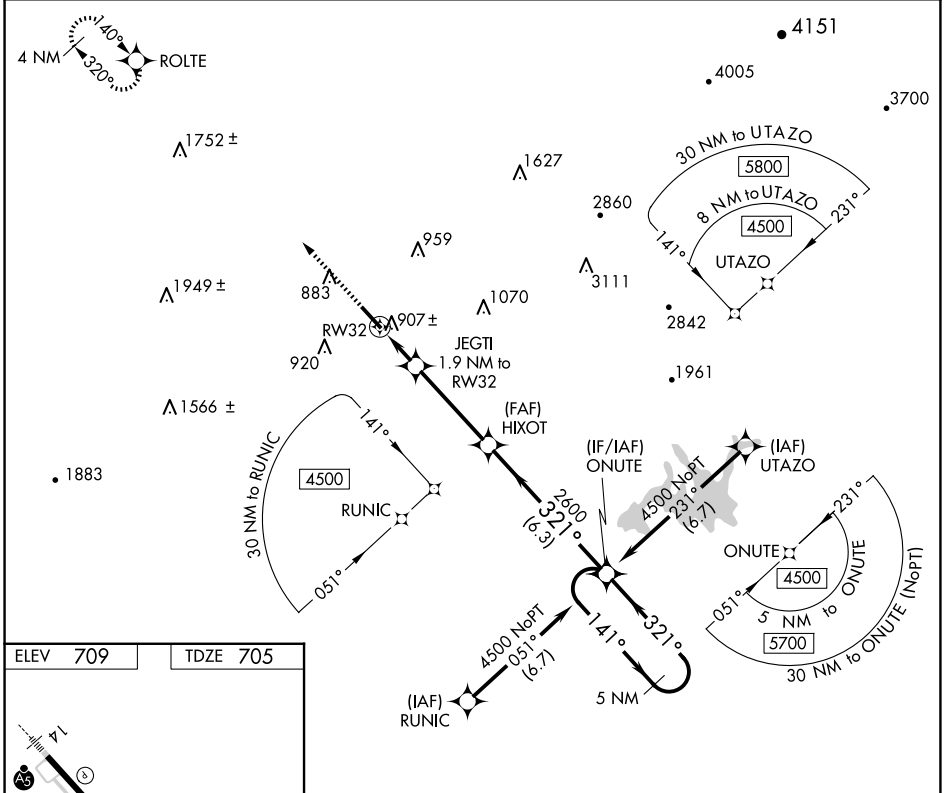 4 NM
140°
320°
ROLTE
4151
4005
3700
1752 ±
1627
30 NM to UTAZO
5800
8 NM to UTAZO
4500
141°
231°
UTAZO
2860
959
3111
2842
1949 ±
883
1070
RW32
907 ±
920
JEGTI
1.9 NM to
RW32
1961
1566 ±
(FAF)
HIXOT
1883
30 NM to RUNIC
141°
4500
RUNIC
051°
(IF/IAF)
ONUTE
(IAF)
UTAZO
4500 NoPT
231°
(6.7)
2600
321°
(6.3)
231°
ONUTE
4500
051°
5 NM to ONUTE
5700
30 NM to ONUTE (NoPT)
141°
321°
5 NM
4500 NoPT
051°
(6.7)
(IAF)
RUNIC
ELEV 709
TDZE 705
14
A5
P